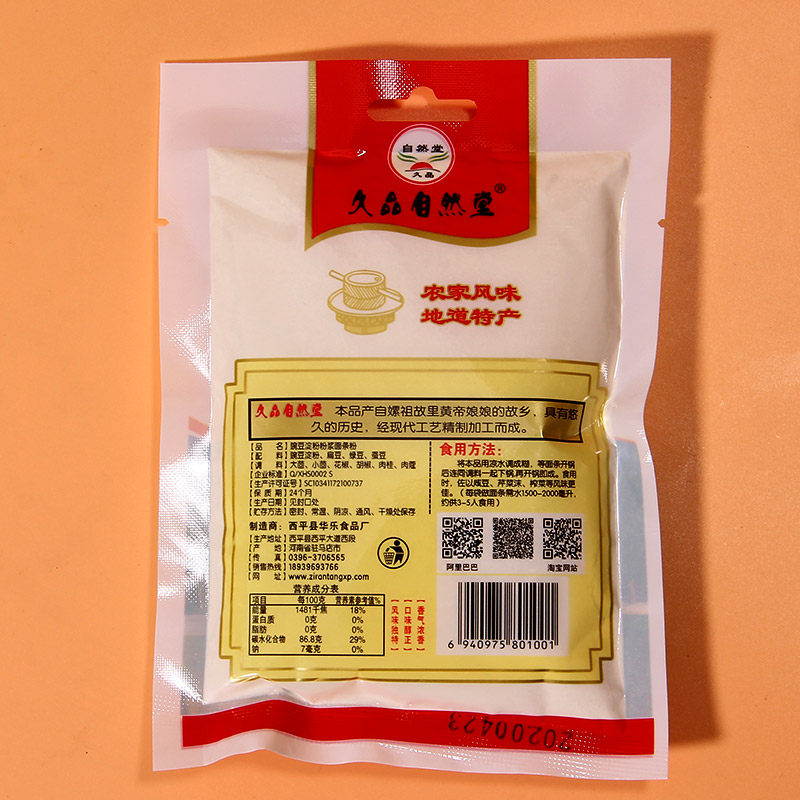 自然堂
久品
久品自然堂®
农家风味
地道特产
久品自然堂 本品产自嫘祖故里黄帝娘娘的故乡，具有悠
久的历史，经现代工艺精制加工而成。
品 名 豌豆淀粉粉浆面条粉
配 料 豌豆淀粉、扁豆、绿豆、蚕豆
调 料 大茴、小茴、花椒、胡椒、肉桂、肉蔻
企业标准 Q/XHS0002 S
生产许可证号 SC10341172100737
保 质 期 24个月
生产日期 见封口处
贮存方法 密封、常温、阴凉、通风、干燥处保存
制造商：西平县华乐食品厂
生产地址 西平县西平大道西段
产 地 河南省驻马店市
传 真 0396-3706565
销售热线 18939693766
网 址 www.zirantangxp.com
营养成分表
项目 每100克 营养素参考值%
能量 1481千焦 18%
蛋白质 0克 0%
脂肪 0克 0%
碳水化合物 86.8克 29%
钠 7毫克 0%
食用方法：
将本品用凉水调成糊，等面条开锅
后连同调料一起下锅,再开锅即成。食用
时，佐以咸豆、芹菜沫、榨菜等风味更
佳。（每袋做面条需水1500-2000毫升，
约供3-5人食用）
阿里巴巴
淘宝网站
风味独特
口味醇正
香气浓香
6 940975 801001
20200423